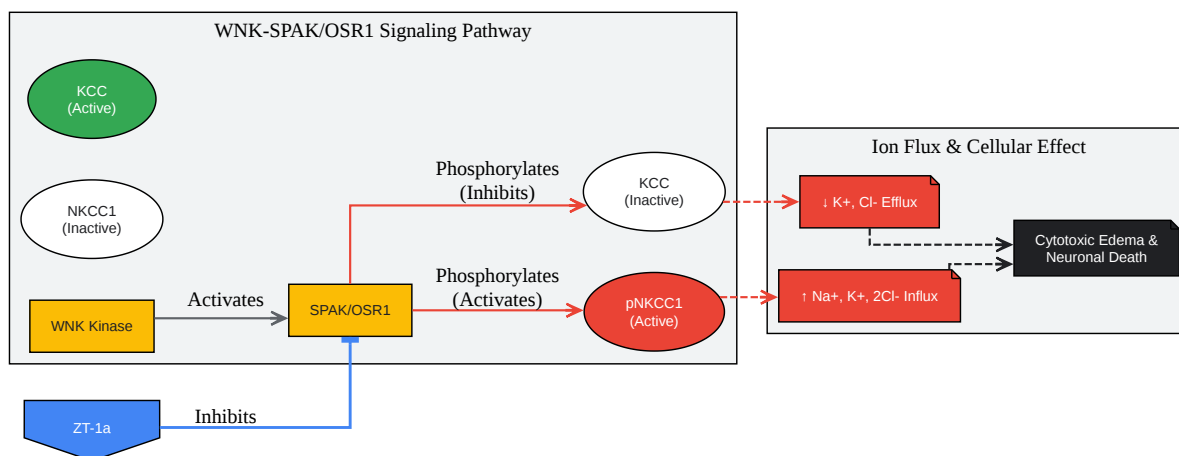 WNK-SPAK/OSR1 Signaling Pathway
KCC
(Active)
NKCC1
(Inactive)
WNK Kinase
Activates
SPAK/OSR1
Phosphorylates
(Inhibits)
KCC
(Inactive)
Phosphorylates
(Activates)
pNKCC1
(Active)
ZT-1a
Inhibits
Ion Flux & Cellular Effect
↓ K+, Cl- Efflux
↑ Na+, K+, 2Cl- Influx
Cytotoxic Edema &
Neuronal Death